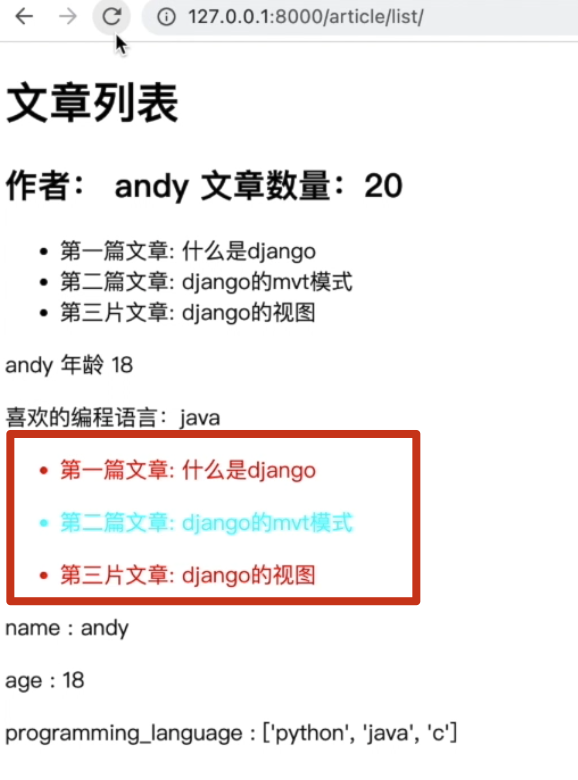 127.0.0.1:8000/article/list/
文章列表
作者： andy 文章数量：20
第一篇文章: 什么是django
第二篇文章: django的mvt模式
第三片文章: django的视图
andy 年龄 18
喜欢的编程语言：java
第一篇文章: 什么是django
第二篇文章: django的mvt模式
第三片文章: django的视图
name : andy
age : 18
programming_language : ['python', 'java', 'c']